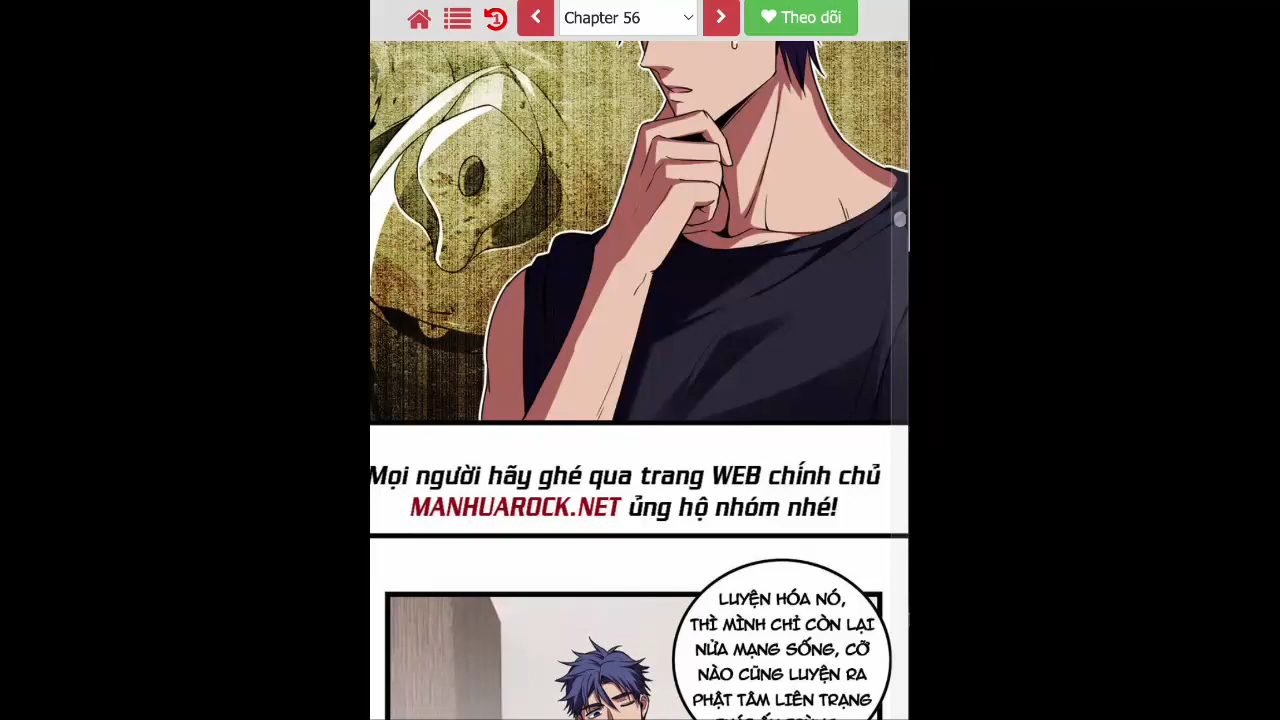 1
Chapter 56
Theo dõi
Mọi người hãy ghé qua trang WEB chính chủ
MANHUAROCK.NET ủng hộ nhóm nhé!
LUYỆN HÓA NÓ,
THÌ MÌNH CHỈ CÒN LẠI
NỬA MẠNG SỐNG, CỠ
NÀO CŨNG LUYỆN RA
PHẬT TÂM LIÊN TRẠNG